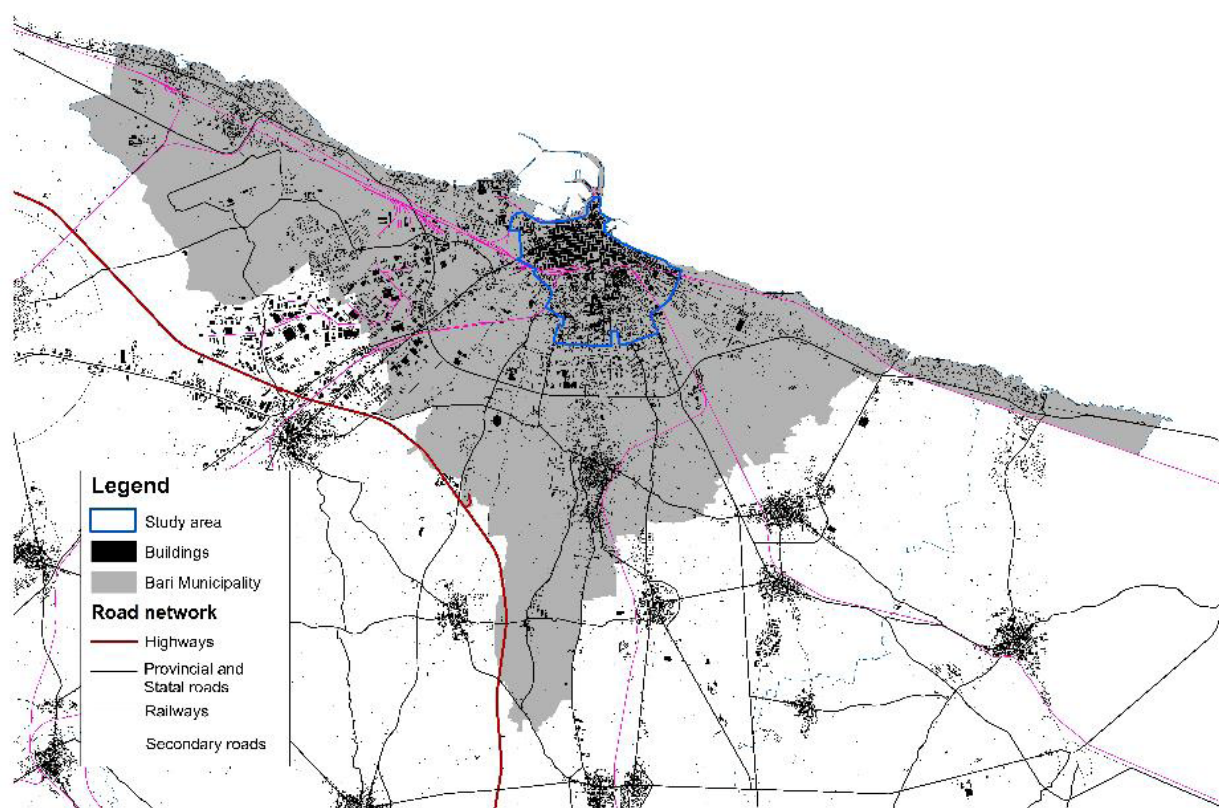 Legend
Study area
Buildings
Bari Municipality
Road network
Highways
Provincial and
Statal roads
Railways
Secondary roads